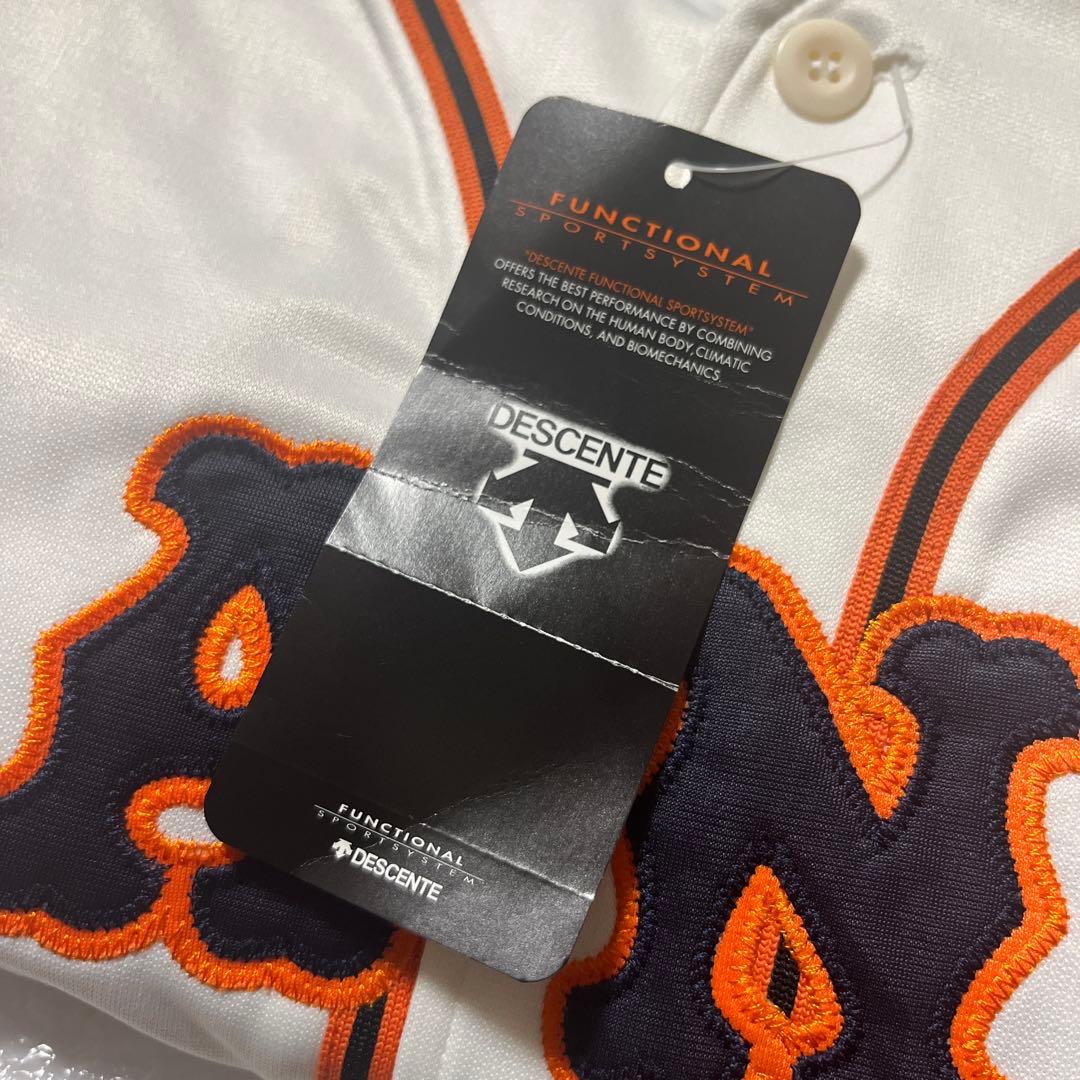 FUNCTIONAL
SPORTSYSTEM
"DESCENTE FUNCTIONAL SPORTSYSTEM"
OFFERS THE BEST PERFORMANCE BY COMBINING
RESEARCH ON THE HUMAN BODY, CLIMATIC
CONDITIONS, AND BIOMECHANICS.
DESCENTE
FUNCTIONAL
SPORTSYSTEM
DESCENTE